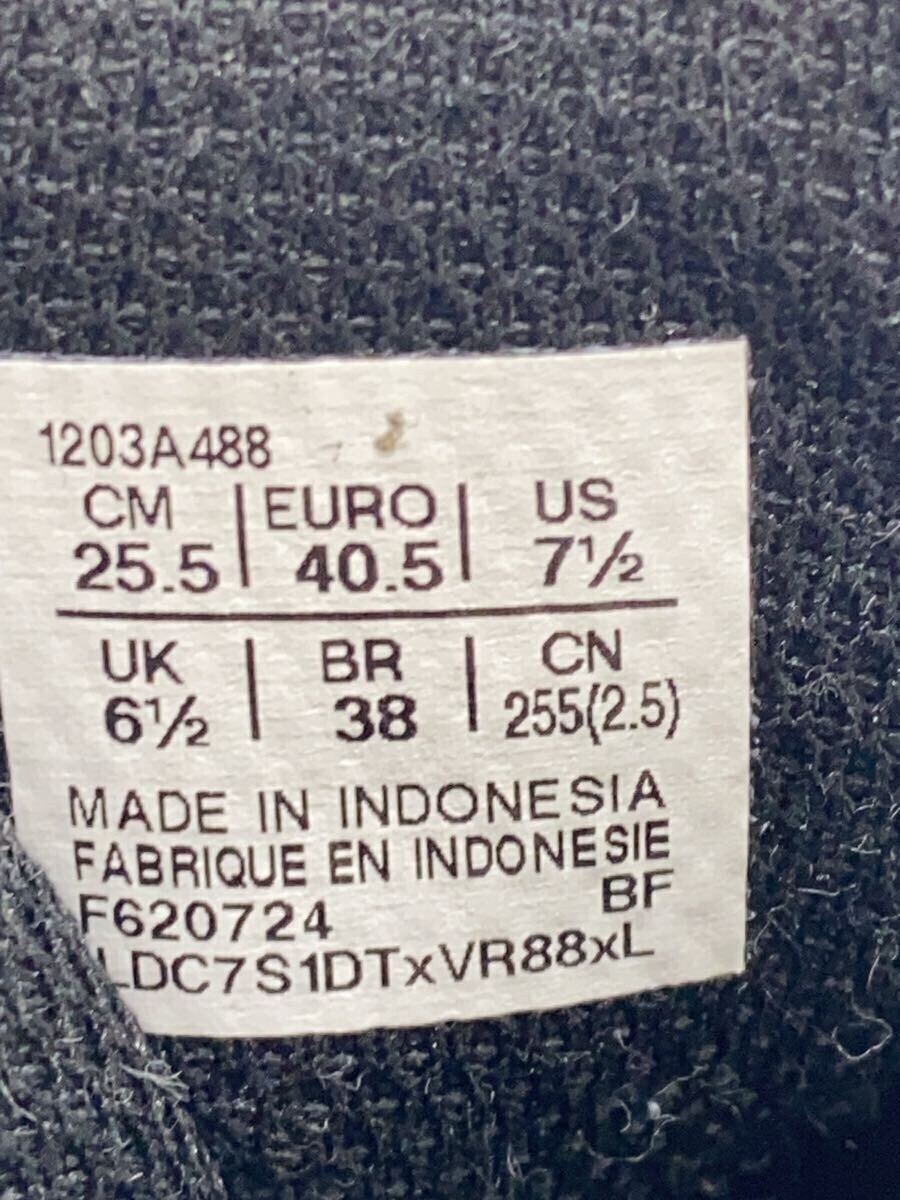 1203A488
CM | EURO | US
25.5 | 40.5 | 7½
UK | BR | CN
6½ | 38 | 255(2.5)
MADE IN INDONESIA
FABRIQUE EN INDONESIE
F620724 BF
LDC7S1DTxVR88xL